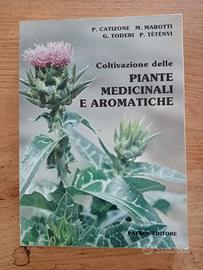 P. CATIZONE   M. MAROTTI
G. TODERI   P. TÉTÉNYI
Coltivazione delle
PIANTE
MEDICINALI
E AROMATICHE
PATRON EDITORE